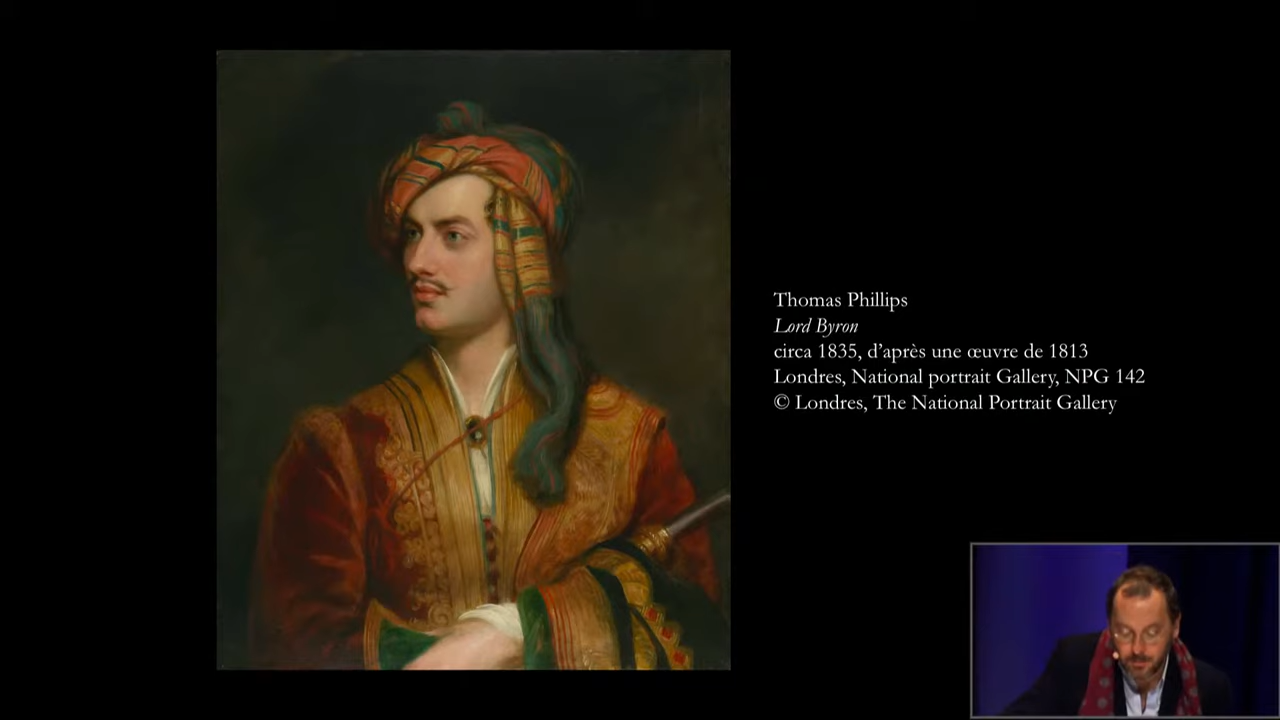 Thomas Phillips
Lord Byron
circa 1835, d’après une œuvre de 1813
Londres, National portrait Gallery, NPG 142
© Londres, The National Portrait Gallery